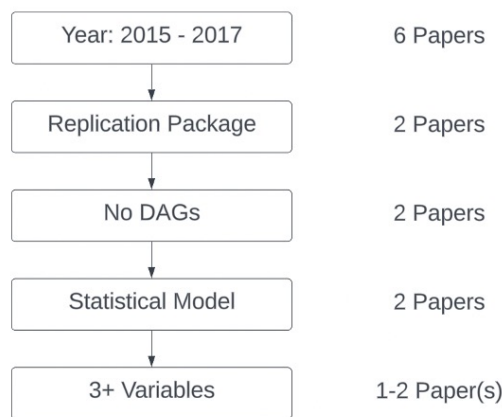 Year: 2015 - 2017 6 Papers
Replication Package 2 Papers
No DAGs 2 Papers
Statistical Model 2 Papers
3+ Variables 1-2 Paper(s)